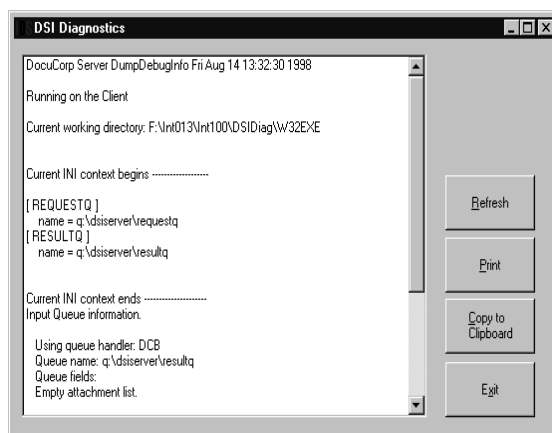 DSI Diagnostics
DocuCorp Server DumpDebugInfo Fri Aug 14 13:32:30 1998
Running on the Client
Current working directory: F:\Int013\Int100\DSIDiag\W32EXE
Current INI context begins -------------------
[ REQUESTQ ]
name = q:\dsiserver\requestq
[ RESULTQ ]
name = q:\dsiserver\resultq
Current INI context ends --------------------
Input Queue information.
Using queue handler: DCB
Queue name: q:\dsiserver\resultq
Queue fields:
Empty attachment list.
Refresh
Print
Copy to
Clipboard
Exit